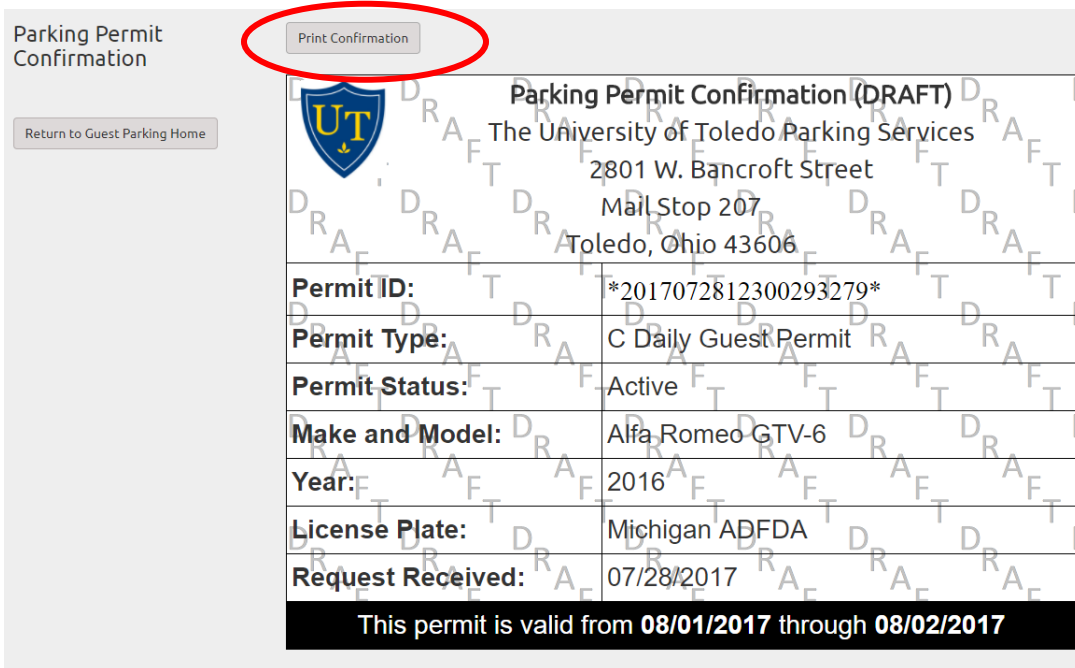 Parking Permit
Confirmation
Print Confirmation
Return to Guest Parking Home
UT
Parking Permit Confirmation (DRAFT)
The University of Toledo Parking Services
2801 W. Bancroft Street
Mail Stop 207
Toledo, Ohio 43606
Permit ID: *2017072812300293279*
Permit Type: C Daily Guest Permit
Permit Status: Active
Make and Model: Alfa Romeo GTV-6
Year: 2016
License Plate: Michigan ADFDA
Request Received: 07/28/2017
This permit is valid from 08/01/2017 through 08/02/2017
DRAFT